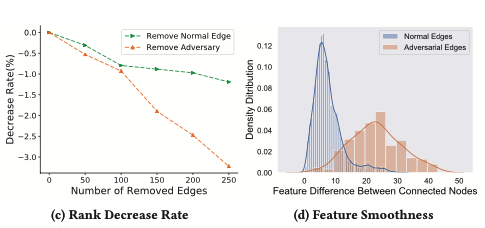 0.0
−0.5
−1.0
−1.5
−2.0
−2.5
−3.0
Decrease Rate(%)
Remove Normal Edge
Remove Adversary
0 50 100 150 200 250
Number of Removed Edges
(c) Rank Decrease Rate
0.12
0.10
0.08
0.06
0.04
0.02
0.00
Density Ditribution
Normal Edges
Adversarial Edges
0 10 20 30 40 50
Feature Difference Between Connected Nodes
(d) Feature Smoothness